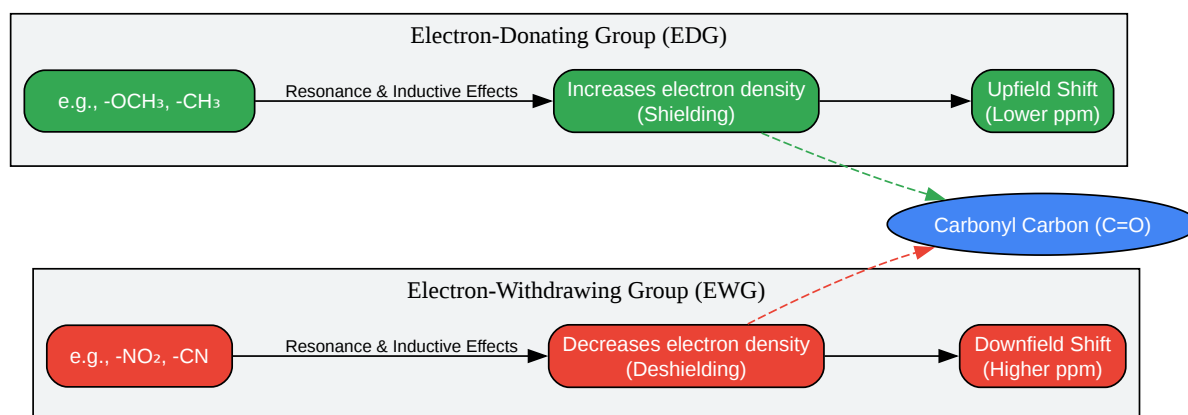 Electron-Donating Group (EDG)
e.g., -OCH₃, -CH₃
Resonance & Inductive Effects
Increases electron density
(Shielding)
Upfield Shift
(Lower ppm)
Carbonyl Carbon (C=O)
Electron-Withdrawing Group (EWG)
e.g., -NO₂, -CN
Resonance & Inductive Effects
Decreases electron density
(Deshielding)
Downfield Shift
(Higher ppm)